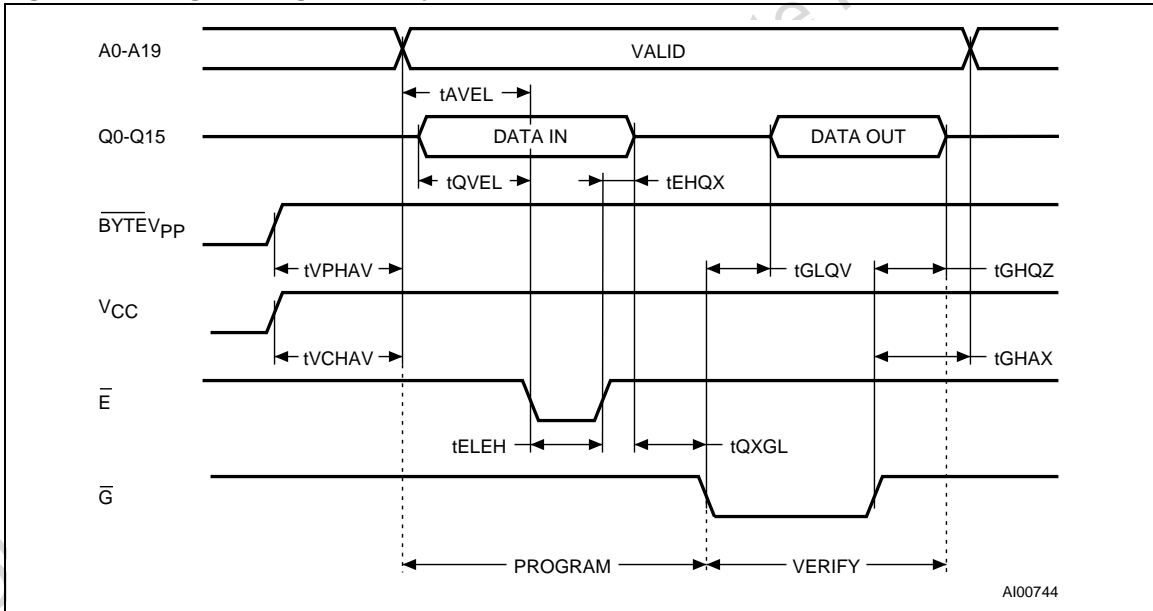 A0-A19
VALID
tAVEL
Q0-Q15
DATA IN
DATA OUT
tQVEL
tEHQX
BYTEVPP
tVPHAV
tGLQV
tGHQZ
VCC
tVCHAV
tGHAX
E
tELEH
tQXGL
G
PROGRAM
VERIFY
AI00744